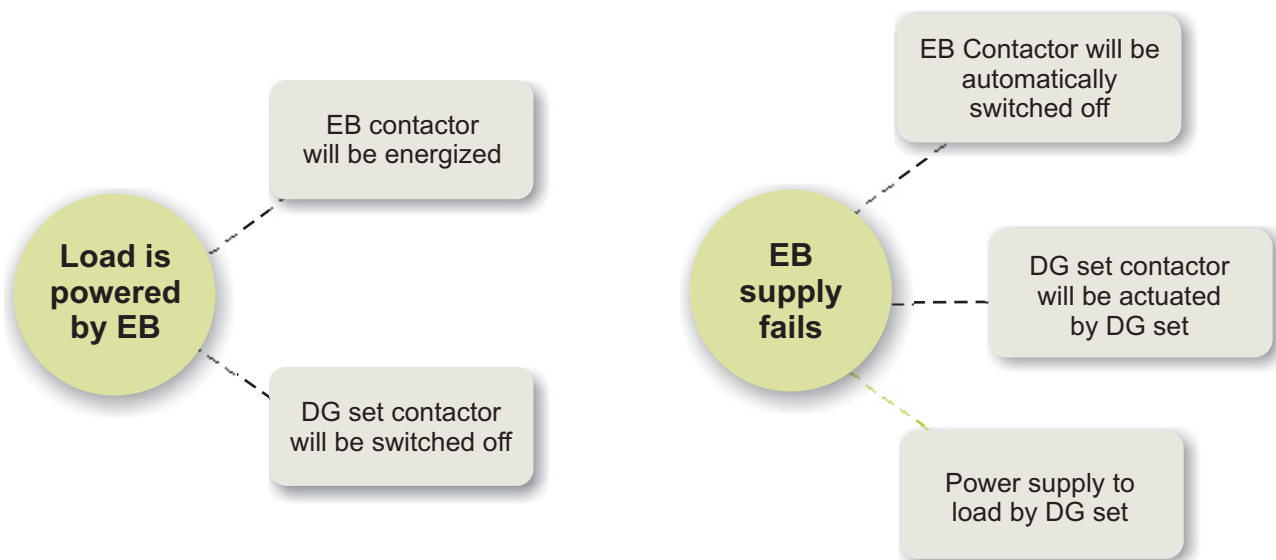 Load is
powered
by EB
EB contactor
will be energized
DG set contactor
will be switched off
EB
supply
fails
EB Contactor will be
automatically
switched off
DG set contactor
will be actuated
by DG set
Power supply to
load by DG set